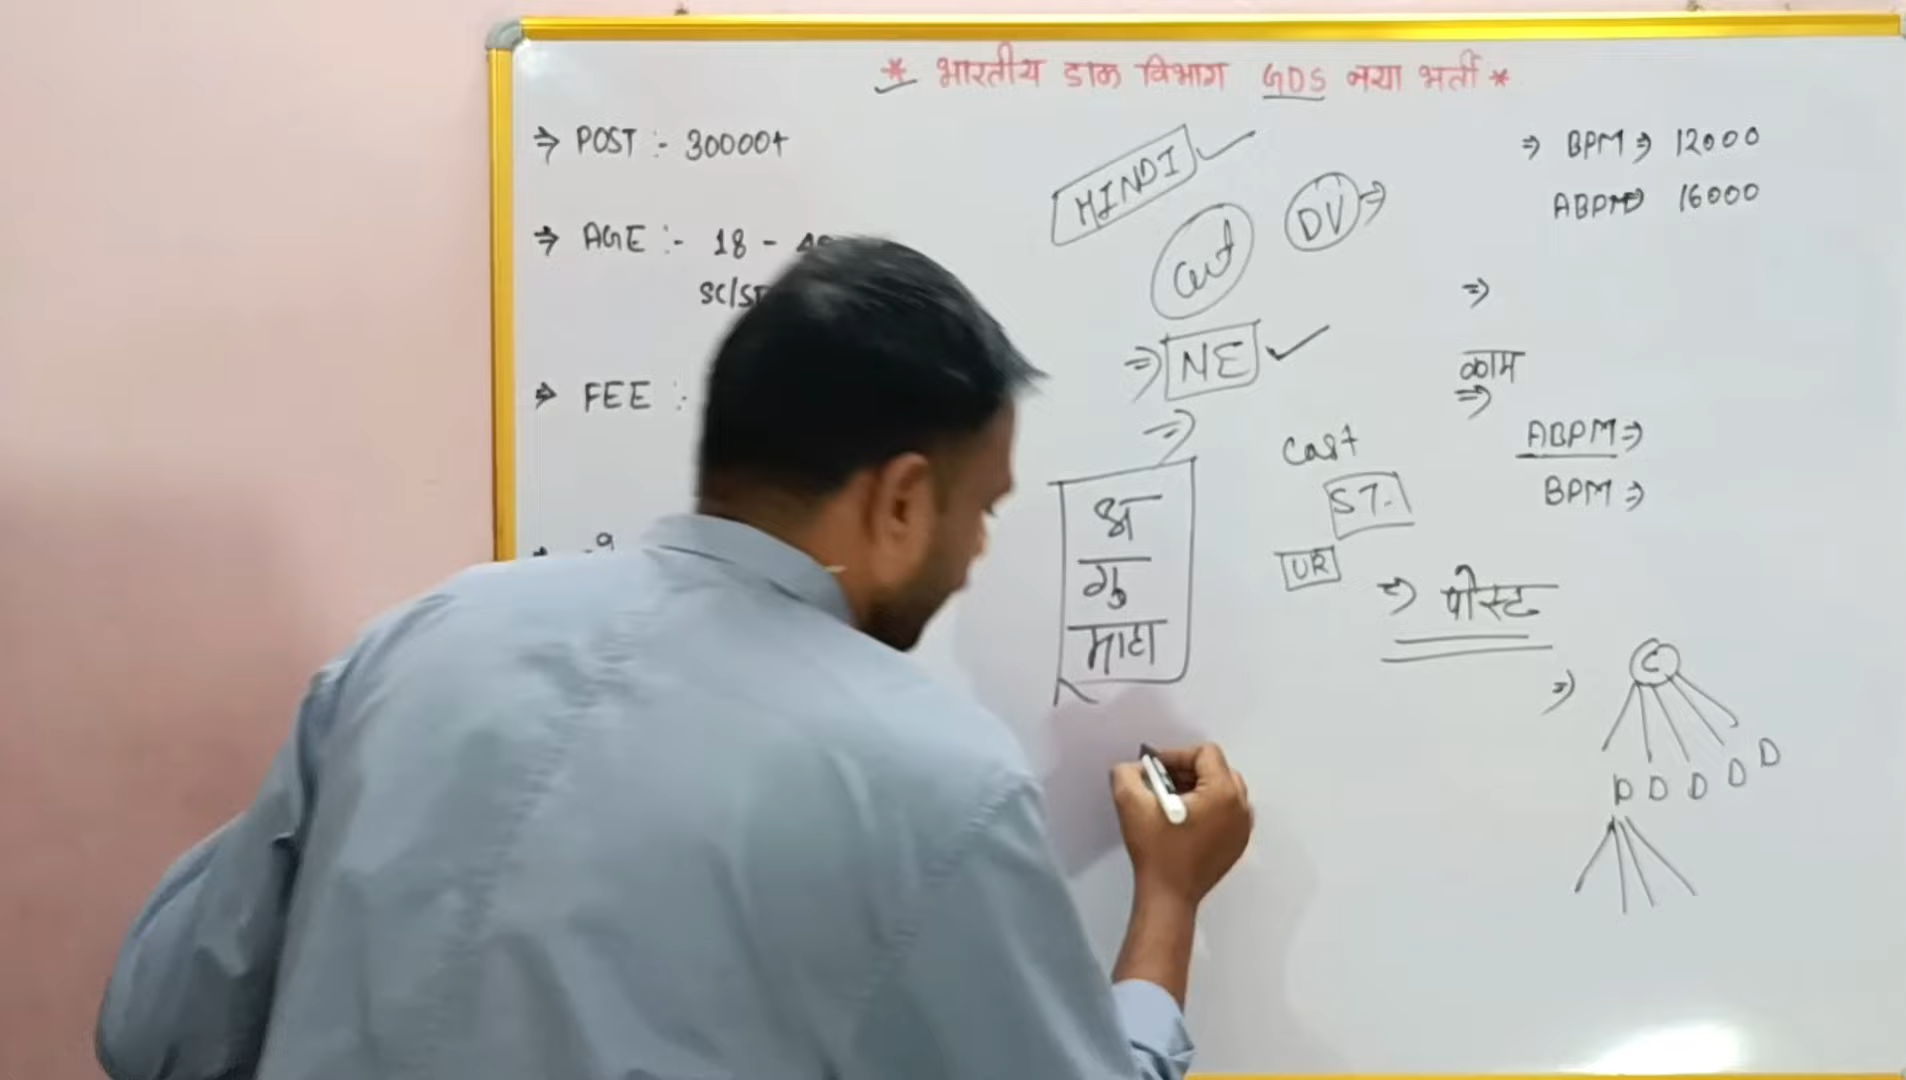 * भारतीय डाक विभाग GDS नया भर्ती *
⇒ POST :- 30000+
⇒ AGE :- 18 -
SC/ST
⇒ FEE :-
HINDI
Cut
DV ⇒
⇒ NE
⇒
अ
गु
माहा
Cast
ST.
UR
⇒ BPM ⇒ 12000
ABPM ⇒ 16000
⇒
काम
⇒
ABPM ⇒
BPM ⇒
⇒ पोस्ट
⇒
C
D D D D D